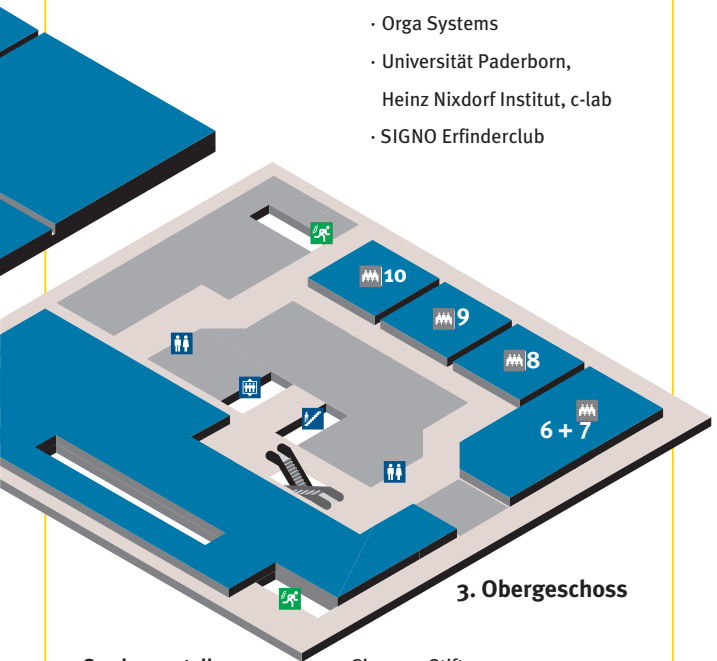 · Orga Systems
· Universität Paderborn,
Heinz Nixdorf Institut, c-lab
· SIGNO Erfinderclub
10
9
8
6 + 7
3. Obergeschoss